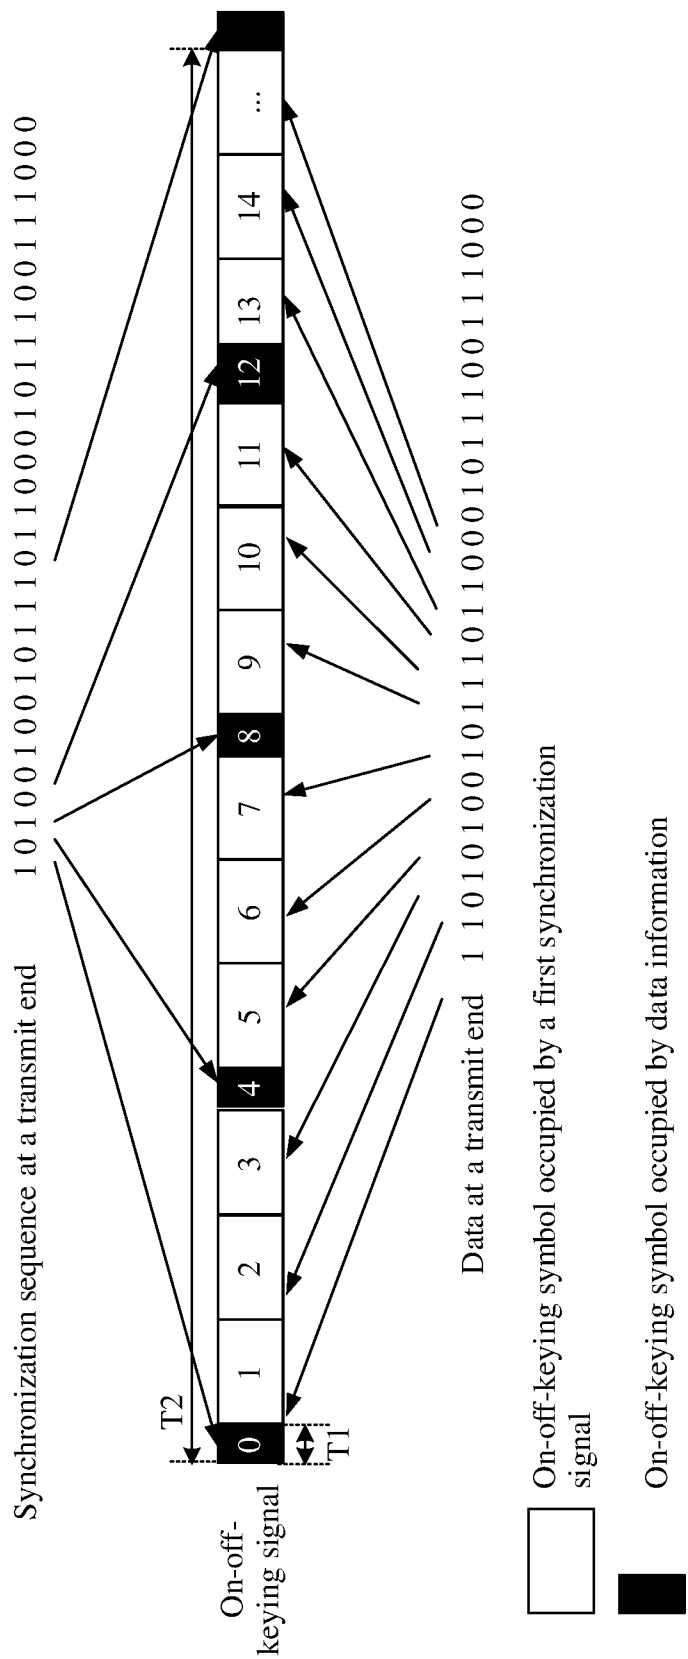 Synchronization sequence at a transmit end 1 0 1 0 0 1 0 0 1 0 1 1 1 0 1 1 0 0 0 1 0 1 1 1 0 0 1 1 1 0 0 0
T2
On-off-
keying signal
0 1 2 3 4 5 6 7 8 9 10 11 12 13 14 ...
T1
Data at a transmit end 1 1 0 1 0 1 0 0 1 0 1 1 1 0 1 1 0 0 0 1 0 1 1 1 0 0 1 1 1 0 0 0
On-off-keying symbol occupied by a first synchronization
signal
On-off-keying symbol occupied by data information